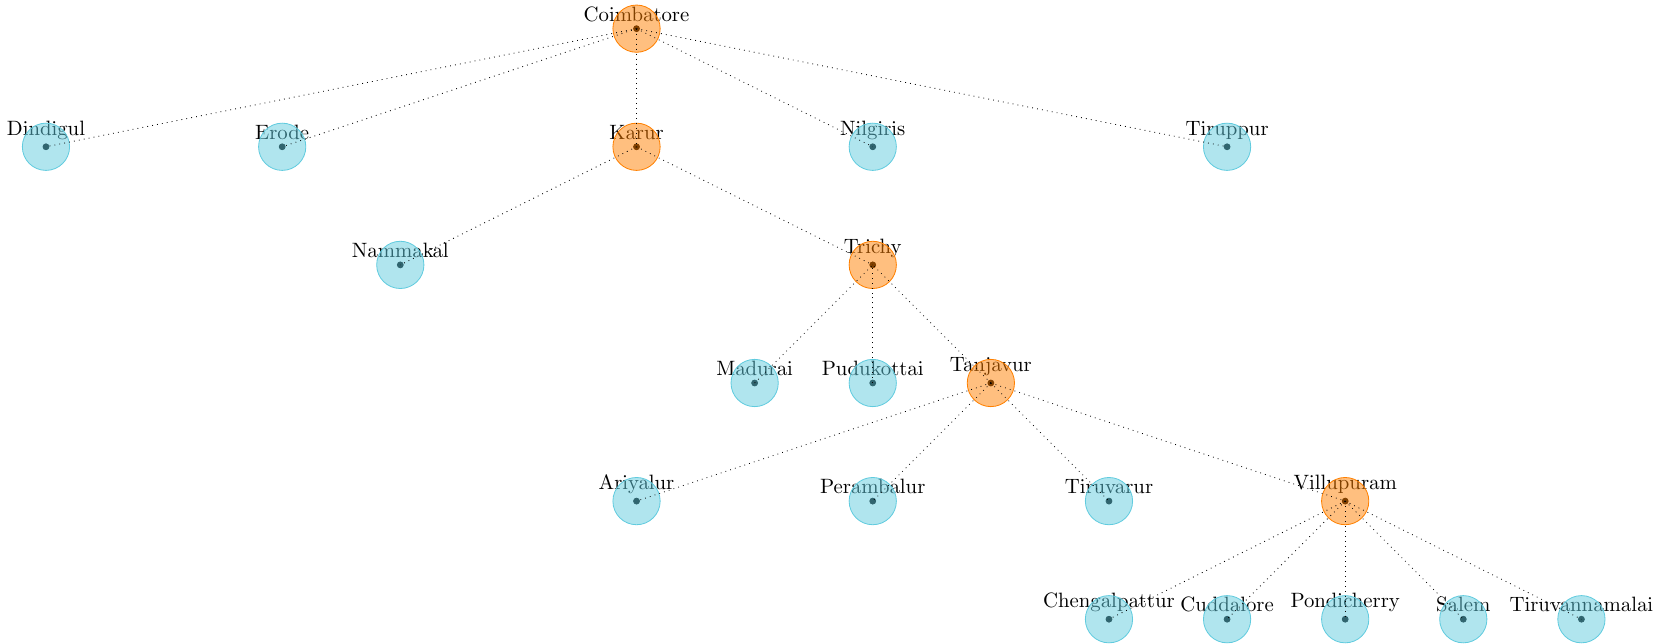 Coimbatore
Dindigul
Erode
Karur
Nilgiris
Tiruppur
Nammakal
Trichy
Madurai
Pudukottai
Tanjavur
Ariyalur
Perambalur
Tiruvarur
Villupuram
Chengalpattur
Cuddalore
Pondicherry
Salem
Tiruvannamalai